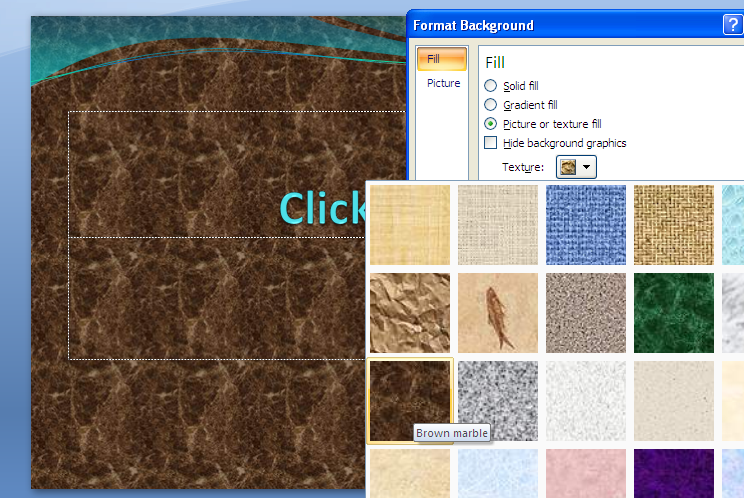 Format Background
?
Fill
Picture
Fill
Solid fill
Gradient fill
Picture or texture fill
Hide background graphics
Texture:
Click
Brown marble